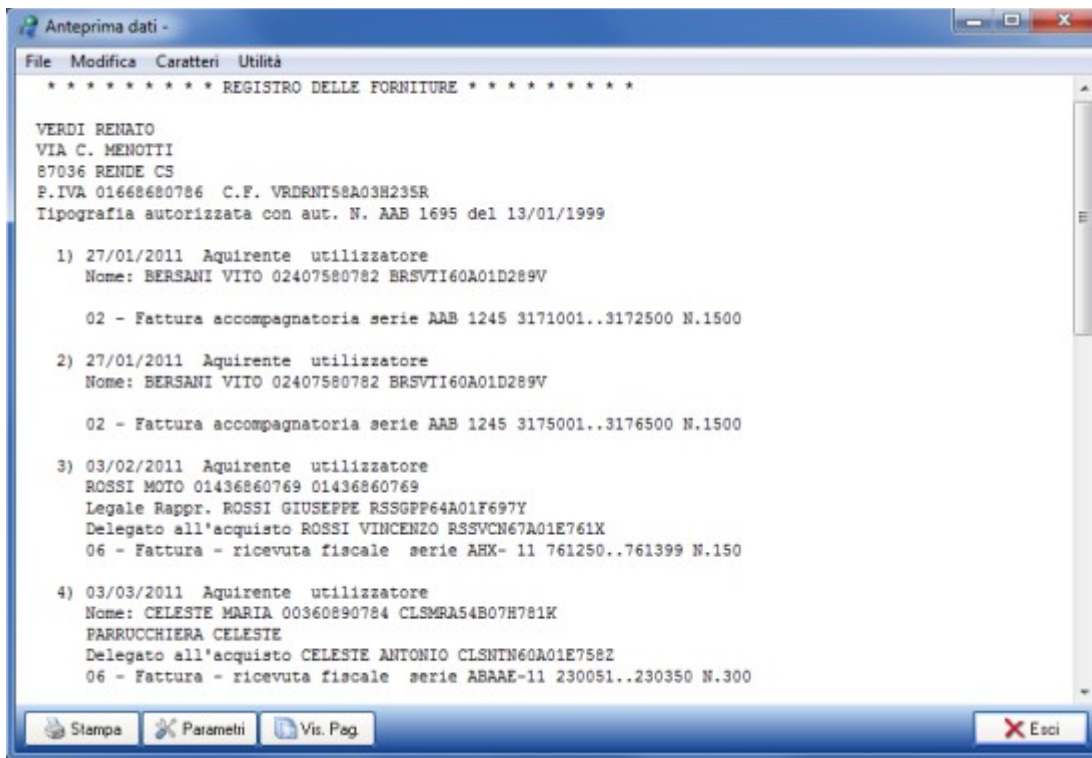 Anteprima dati -
File Modifica Caratteri Utilità
* * * * * * * * * REGISTRO DELLE FORNITURE * * * * * * * * *
VERDI RENATO
VIA C. MENOTTI
87036 RENDE CS
P.IVA 01668680786 C.F. VRDRNT58A03H235R
Tipografia autorizzata con aut. N. AAB 1695 del 13/01/1999
1) 27/01/2011 Aquirente utilizzatore
Nome: BERSANI VITO 02407580782 BRSVTI60A01D289V
02 - Fattura accompagnatoria serie AAB 1245 3171001..3172500 N.1500
2) 27/01/2011 Aquirente utilizzatore
Nome: BERSANI VITO 02407580782 BRSVTI60A01D289V
02 - Fattura accompagnatoria serie AAB 1245 3175001..3176500 N.1500
3) 03/02/2011 Aquirente utilizzatore
ROSSI MOTO 01436860769 01436860769
Legale Rappr. ROSSI GIUSEPPE RSSGPP64A01F697Y
Delegato all'acquisto ROSSI VINCENZO RSSVCN67A01E761X
06 - Fattura - ricevuta fiscale serie AHX- 11 761250..761399 N.150
4) 03/03/2011 Aquirente utilizzatore
Nome: CELESTE MARIA 00360890784 CLSMRA54B07H781K
PARRUCCHIERA CELESTE
Delegato all'acquisto CELESTE ANTONIO CLSNTN60A01E758Z
06 - Fattura - ricevuta fiscale serie ABAAE-11 230051..230350 N.300
Stampa Parametri Vis. Pag. Esci